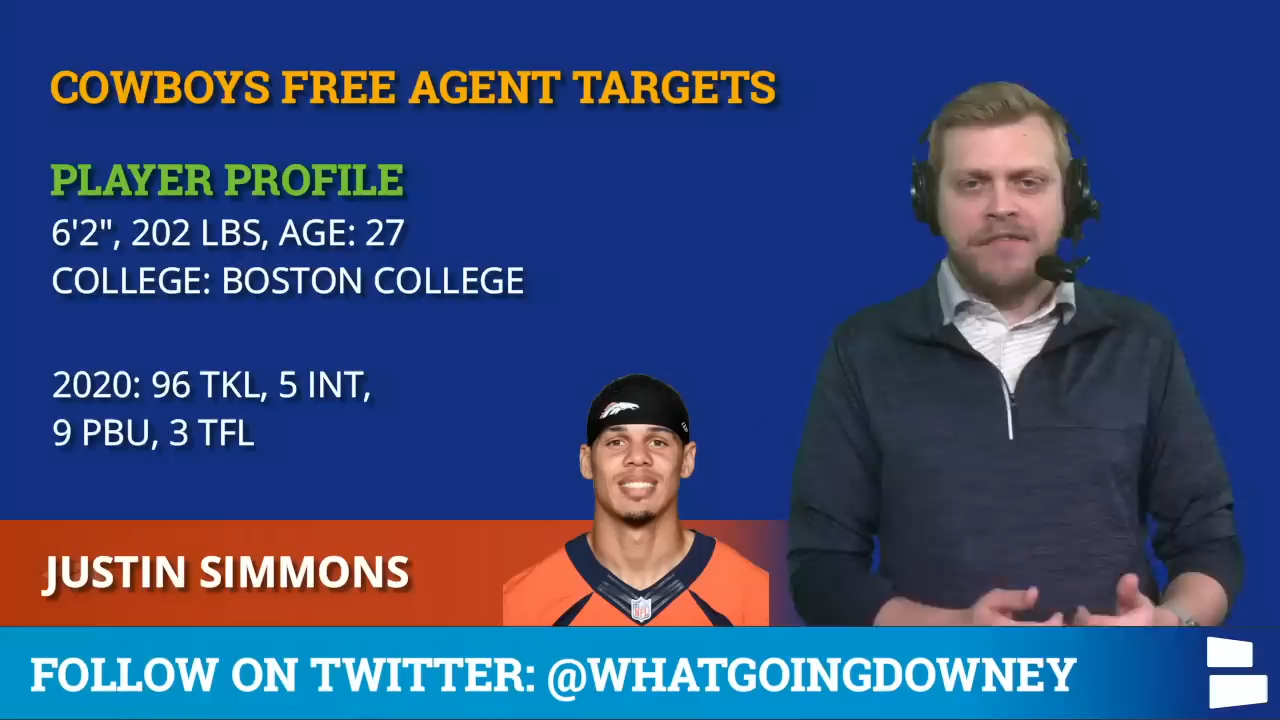 COWBOYS FREE AGENT TARGETS
PLAYER PROFILE
6'2", 202 LBS, AGE: 27
COLLEGE: BOSTON COLLEGE
2020: 96 TKL, 5 INT,
9 PBU, 3 TFL
JUSTIN SIMMONS
NFL
FOLLOW ON TWITTER: @WHATGOINGDOWNEY